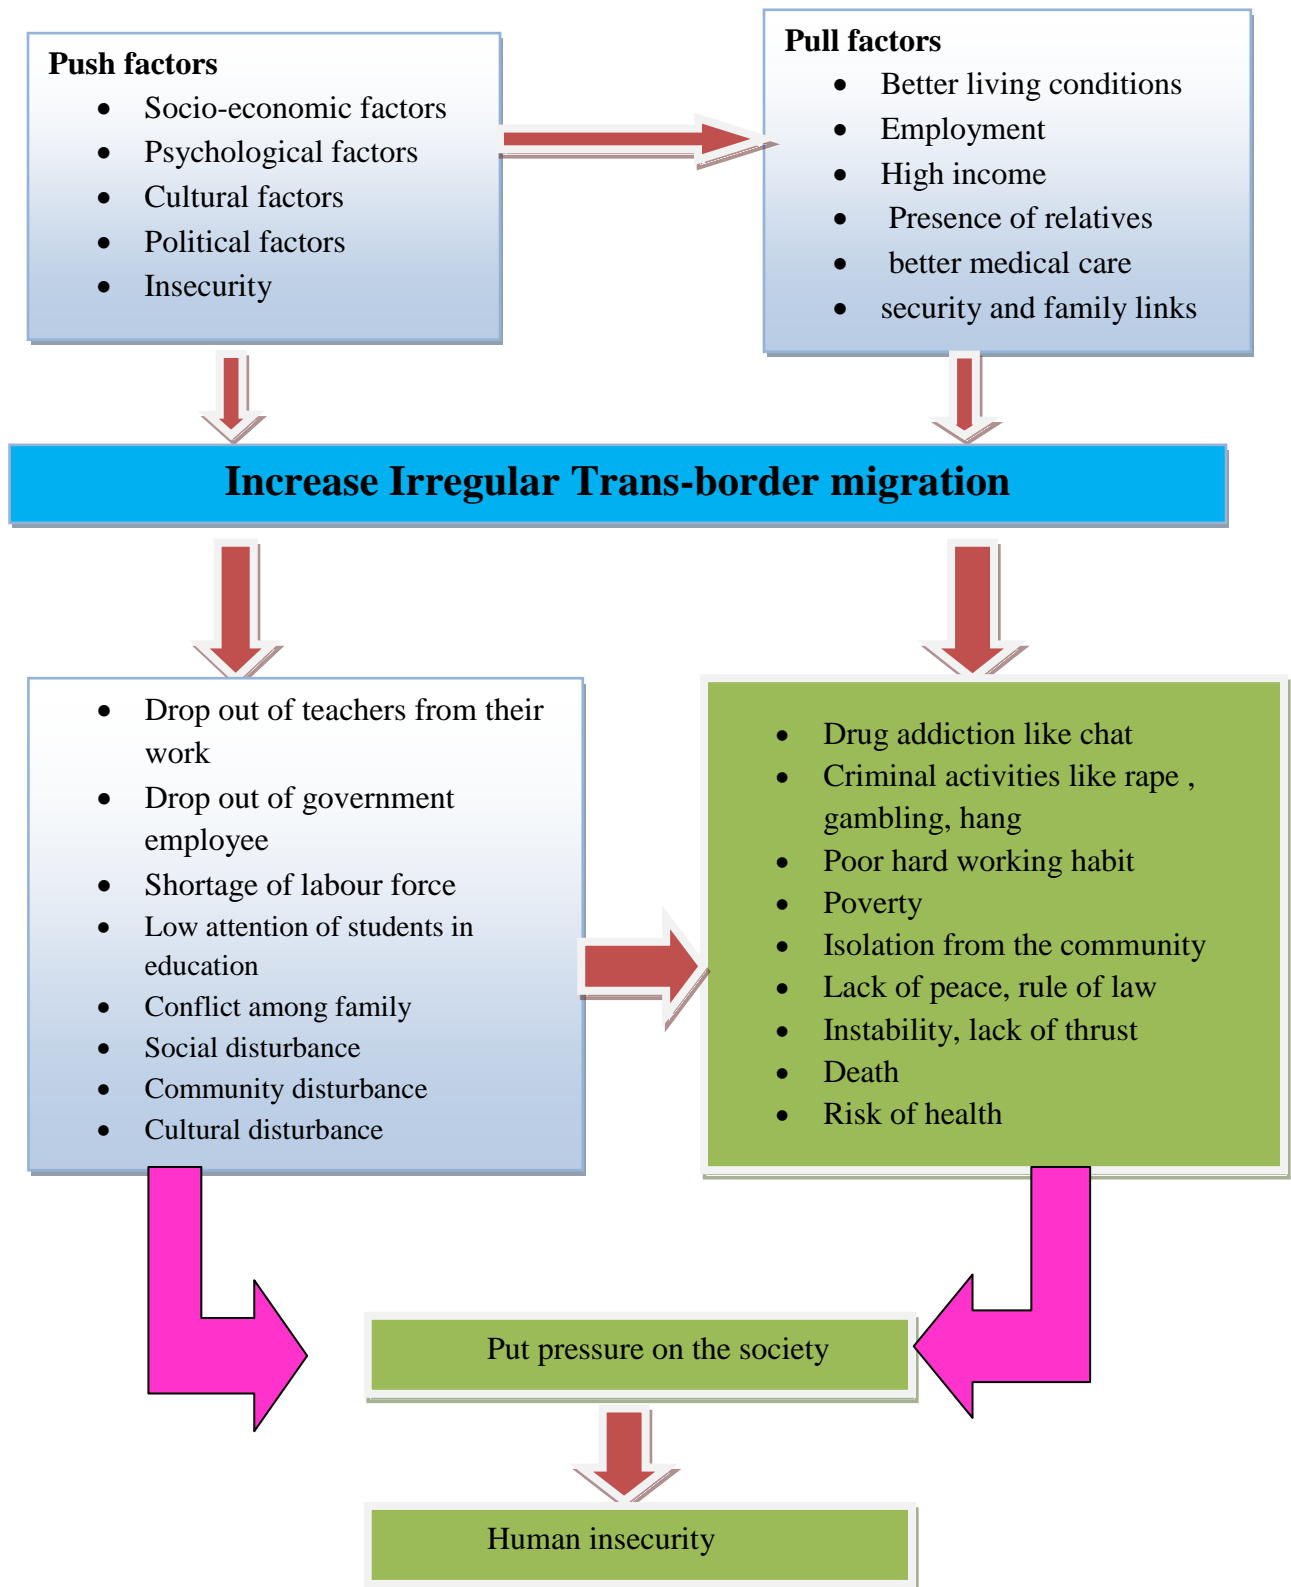 Push factors
• Socio-economic factors
• Psychological factors
• Cultural factors
• Political factors
• Insecurity
Pull factors
• Better living conditions
• Employment
• High income
• Presence of relatives
• better medical care
• security and family links
Increase Irregular Trans-border migration
• Drop out of teachers from their
work
• Drop out of government
employee
• Shortage of labour force
• Low attention of students in
education
• Conflict among family
• Social disturbance
• Community disturbance
• Cultural disturbance
• Drug addiction like chat
• Criminal activities like rape ,
gambling, hang
• Poor hard working habit
• Poverty
• Isolation from the community
• Lack of peace, rule of law
• Instability, lack of thrust
• Death
• Risk of health
Put pressure on the society
Human insecurity